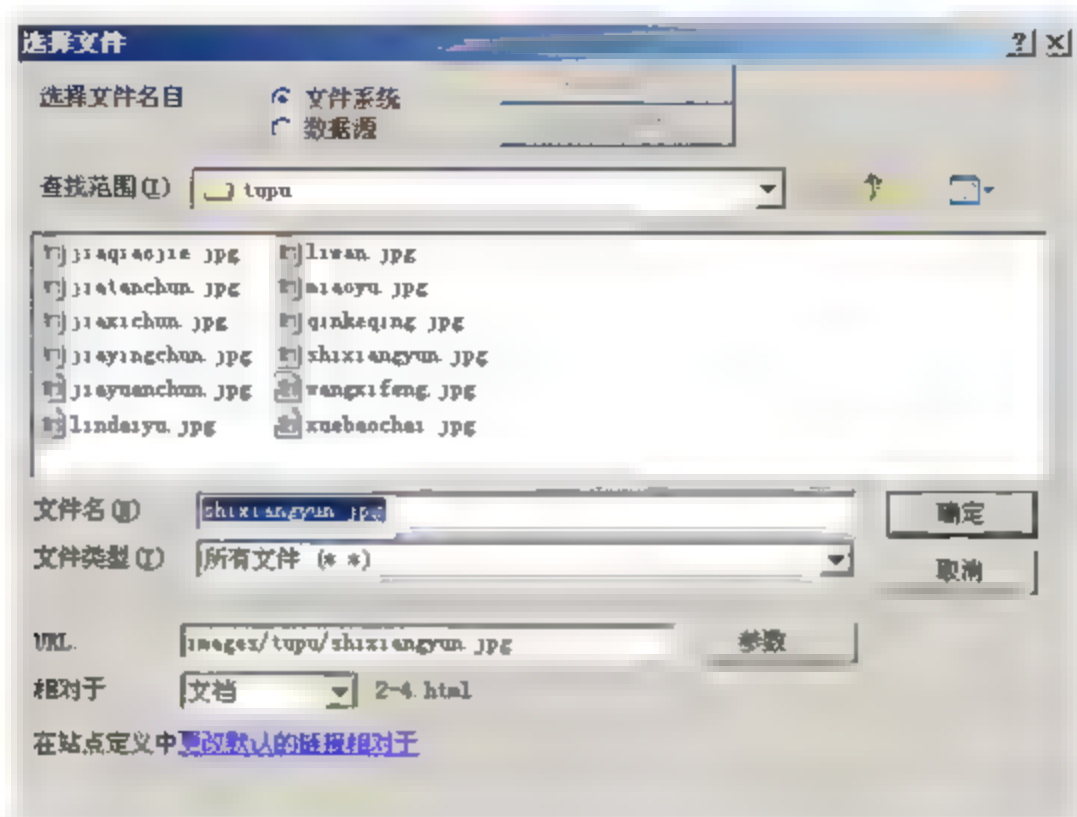 选择文件
选择文件名自 文件系统
数据源
查找范围(I) tupu
jiaqiaojie.jpg liwan.jpg
jiatanchun.jpg miaoyu.jpg
jiaxichun.jpg qinkeqing.jpg
jiayingchun.jpg shixiangyun.jpg
jiayuanchun.jpg wangxifeng.jpg
lindaiyu.jpg xuebaochai.jpg
文件名(N) shixiangyun.jpg 确定
文件类型(T) 所有文件 (*.*) 取消
URL: images/tupu/shixiangyun.jpg 参数
相对于 文档 2-4.html
在站点定义中更改默认的链接相对于